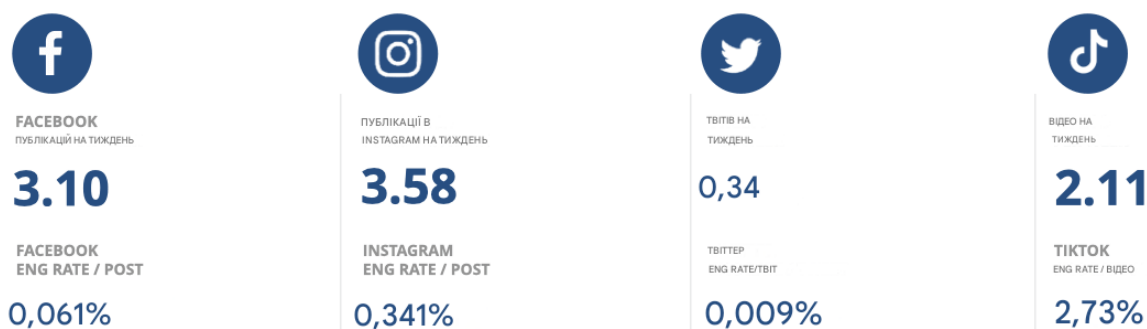 FACEBOOK
ПУБЛІКАЦІЙ НА ТИЖДЕНЬ
3.10
FACEBOOK
ENG RATE / POST
0,061%
ПУБЛІКАЦІЇ В
INSTAGRAM НА ТИЖДЕНЬ
3.58
INSTAGRAM
ENG RATE / POST
0,341%
ТВІТІВ НА
ТИЖДЕНЬ
0,34
ТВІТТЕР
ENG RATE/ТВІТ
0,009%
ВІДЕО НА
ТИЖДЕНЬ
2.11
TIKTOK
ENG RATE / ВІДЕО
2,73%